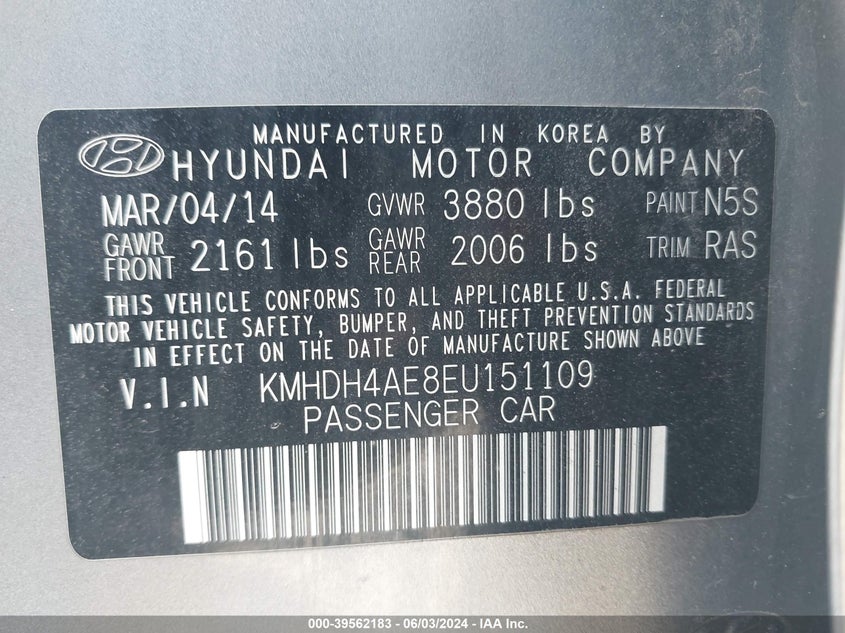 MANUFACTURED IN KOREA BY
HYUNDAI MOTOR COMPANY
MAR/04/14 GVWR 3880 lbs PAINT N5S
GAWR FRONT 2161 lbs GAWR REAR 2006 lbs TRIM RAS
THIS VEHICLE CONFORMS TO ALL APPLICABLE U.S.A. FEDERAL
MOTOR VEHICLE SAFETY, BUMPER, AND THEFT PREVENTION STANDARDS
IN EFFECT ON THE DATE OF MANUFACTURE SHOWN ABOVE
V.I.N KMHDH4AE8EU151109
PASSENGER CAR
000-39562183 - 06/03/2024 - IAA Inc.